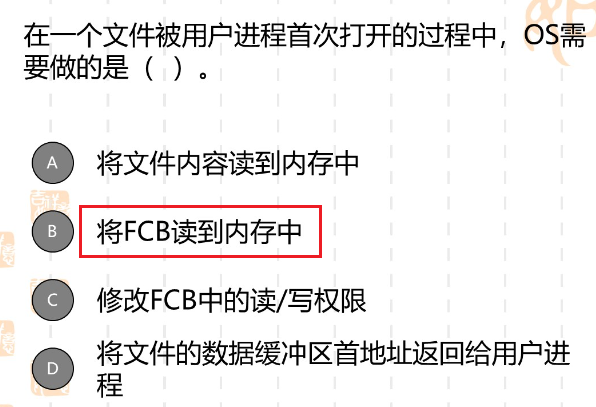 在一个文件被用户进程首次打开的过程中，OS需
要做的是（ ）。
A 将文件内容读到内存中
B 将FCB读到内存中
C 修改FCB中的读/写权限
D 将文件的数据缓冲区首地址返回给用户进
程